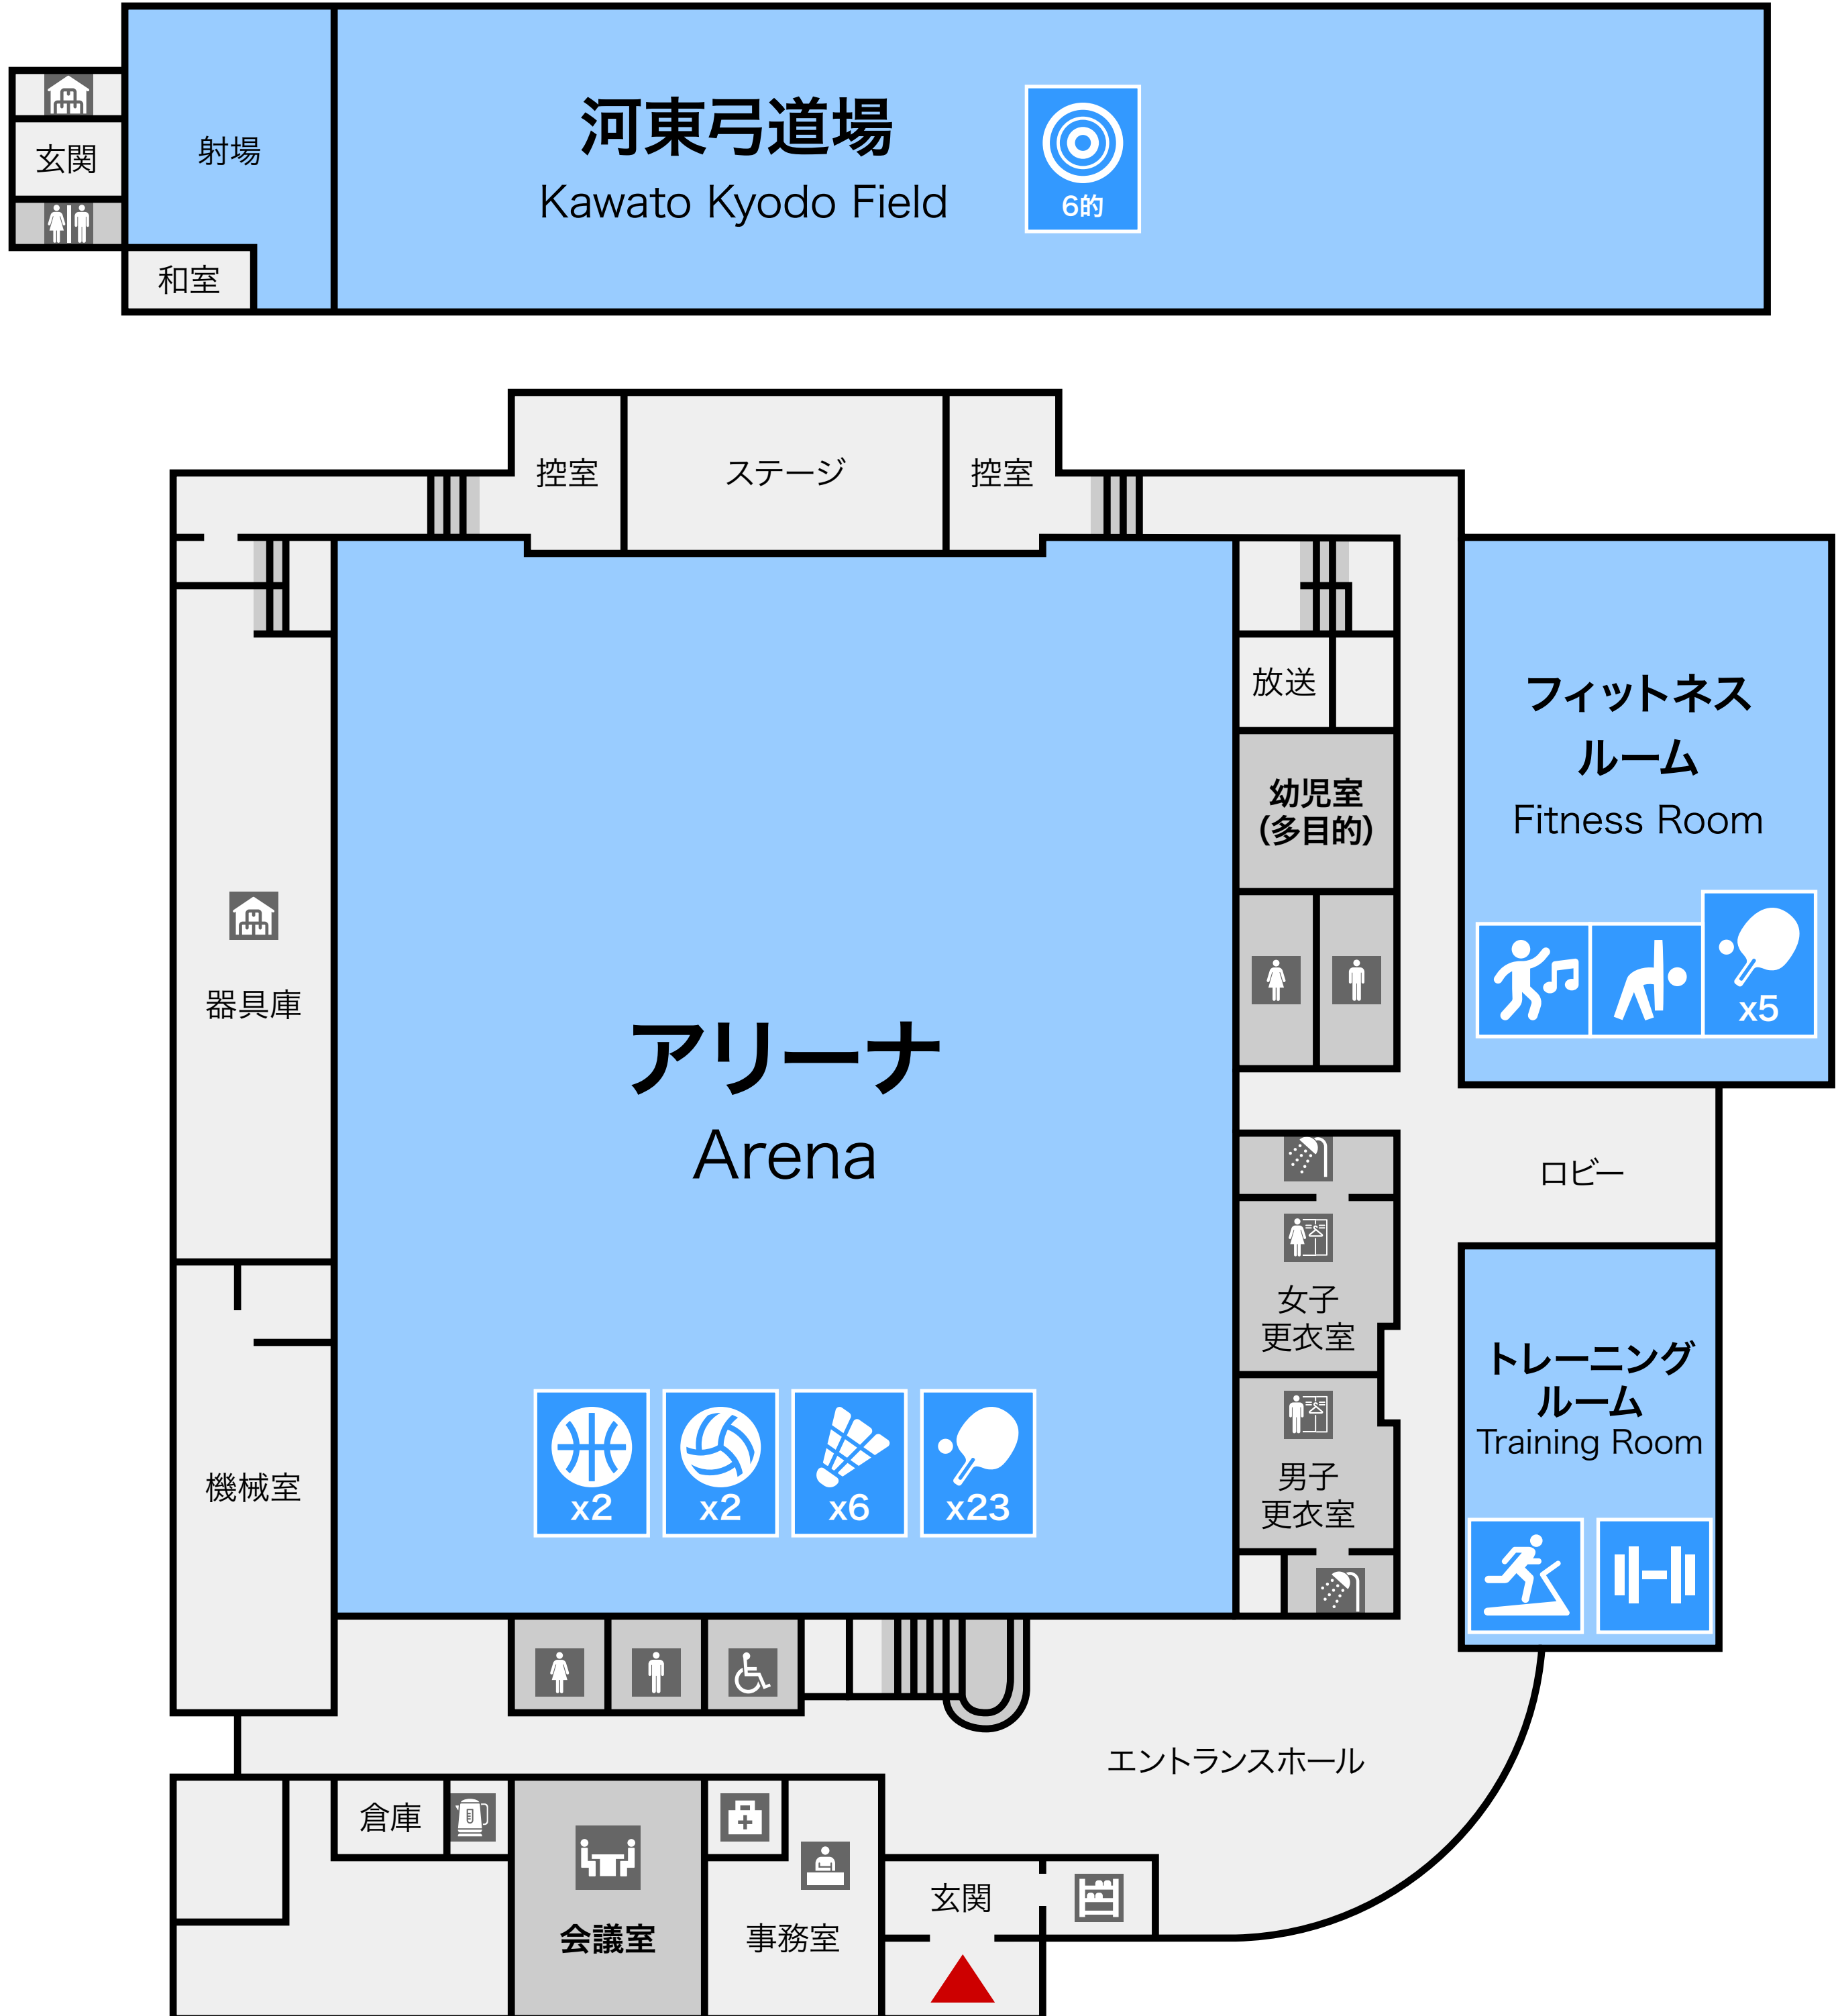 河東弓道場
Kawato Kyodo Field
6的
射場
玄関
和室
控室
ステージ
控室
放送
幼児室
(多目的)
フィットネス
ルーム
Fitness Room
x5
器具庫
アリーナ
Arena
ロビー
女子
更衣室
男子
更衣室
トレーニング
ルーム
Training Room
機械室
x2
x2
x6
x23
エントランスホール
倉庫
会議室
事務室
玄関